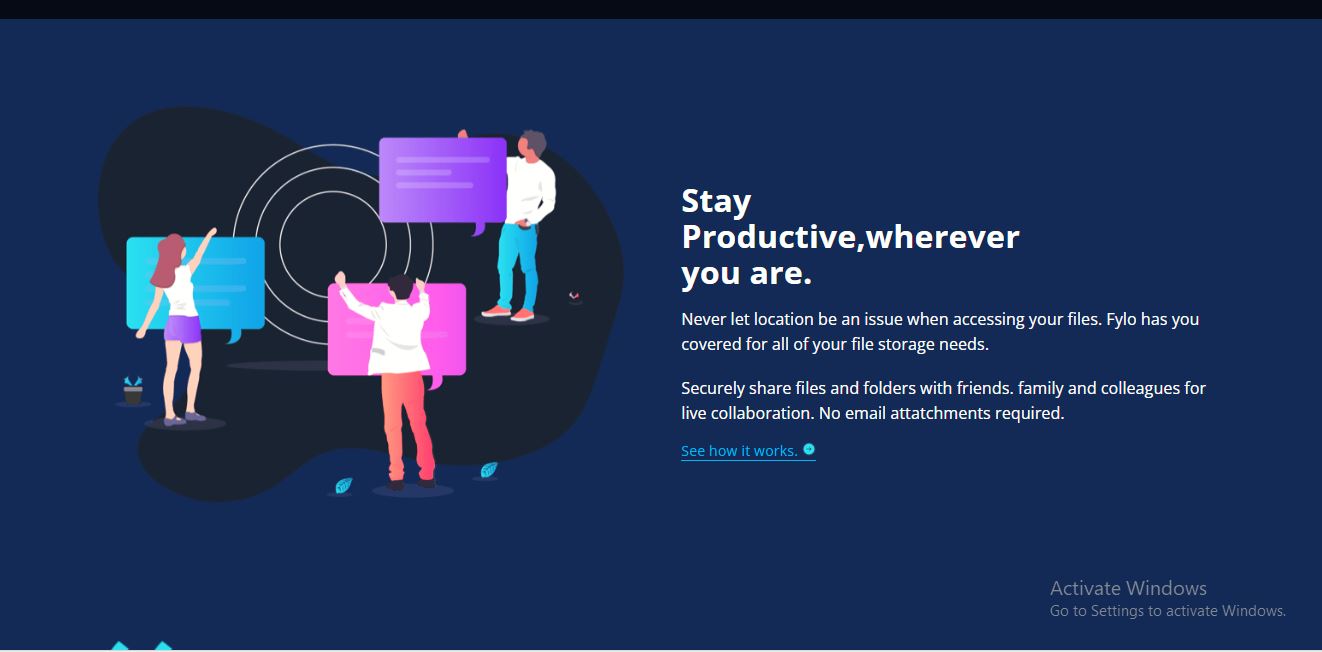 Stay
Productive,wherever
you are.
Never let location be an issue when accessing your files. Fylo has you
covered for all of your file storage needs.
Securely share files and folders with friends. family and colleagues for
live collaboration. No email attatchments required.
See how it works.
Activate Windows
Go to Settings to activate Windows.